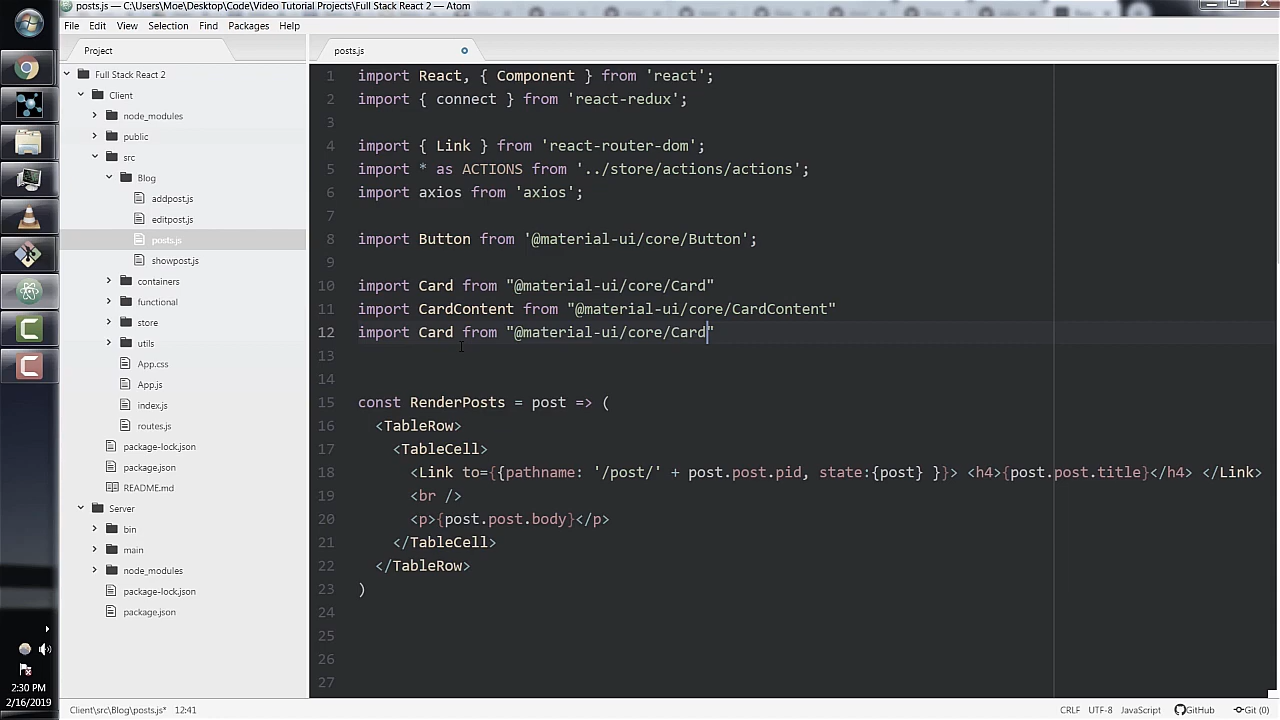 posts.js — C:\Users\Moe\Desktop\Code\Video Tutorial Projects\Full Stack React 2 — Atom
File Edit View Selection Find Packages Help
Project
posts.js
Full Stack React 2
Client
node_modules
public
src
Blog
addpost.js
editpost.js
posts.js
showpost.js
containers
functional
store
utils
App.css
App.js
index.js
routes.js
package-lock.json
package.json
README.md
Server
bin
main
node_modules
package-lock.json
package.json
1 import React, { Component } from 'react';
2 import { connect } from 'react-redux';
3
4 import { Link } from 'react-router-dom';
5 import * as ACTIONS from '../store/actions/actions';
6 import axios from 'axios';
7
8 import Button from '@material-ui/core/Button';
9
10 import Card from "@material-ui/core/Card"
11 import CardContent from "@material-ui/core/CardContent"
12 import Card from "@material-ui/core/Card"
13
14
15 const RenderPosts = post => (
16 <TableRow>
17 <TableCell>
18 <Link to={{pathname: '/post/' + post.post.pid, state:{post} }}> <h4>{post.post.title}</h4> </Link>
19 <br />
20 <p>{post.post.body}</p>
21 </TableCell>
22 </TableRow>
23 )
24
25
26
27
2:30 PM
2/16/2019
Client\src\Blog\posts.js* 12:41
CRLF UTF-8 JavaScript GitHub Git (0)